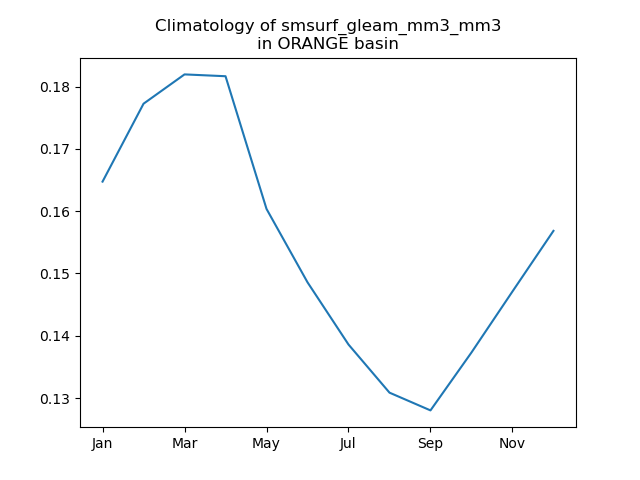 Climatology of smsurf_gleam_mm3_mm3
in ORANGE basin
0.18
0.17
0.16
0.15
0.14
0.13
Jan Mar May Jul Sep Nov